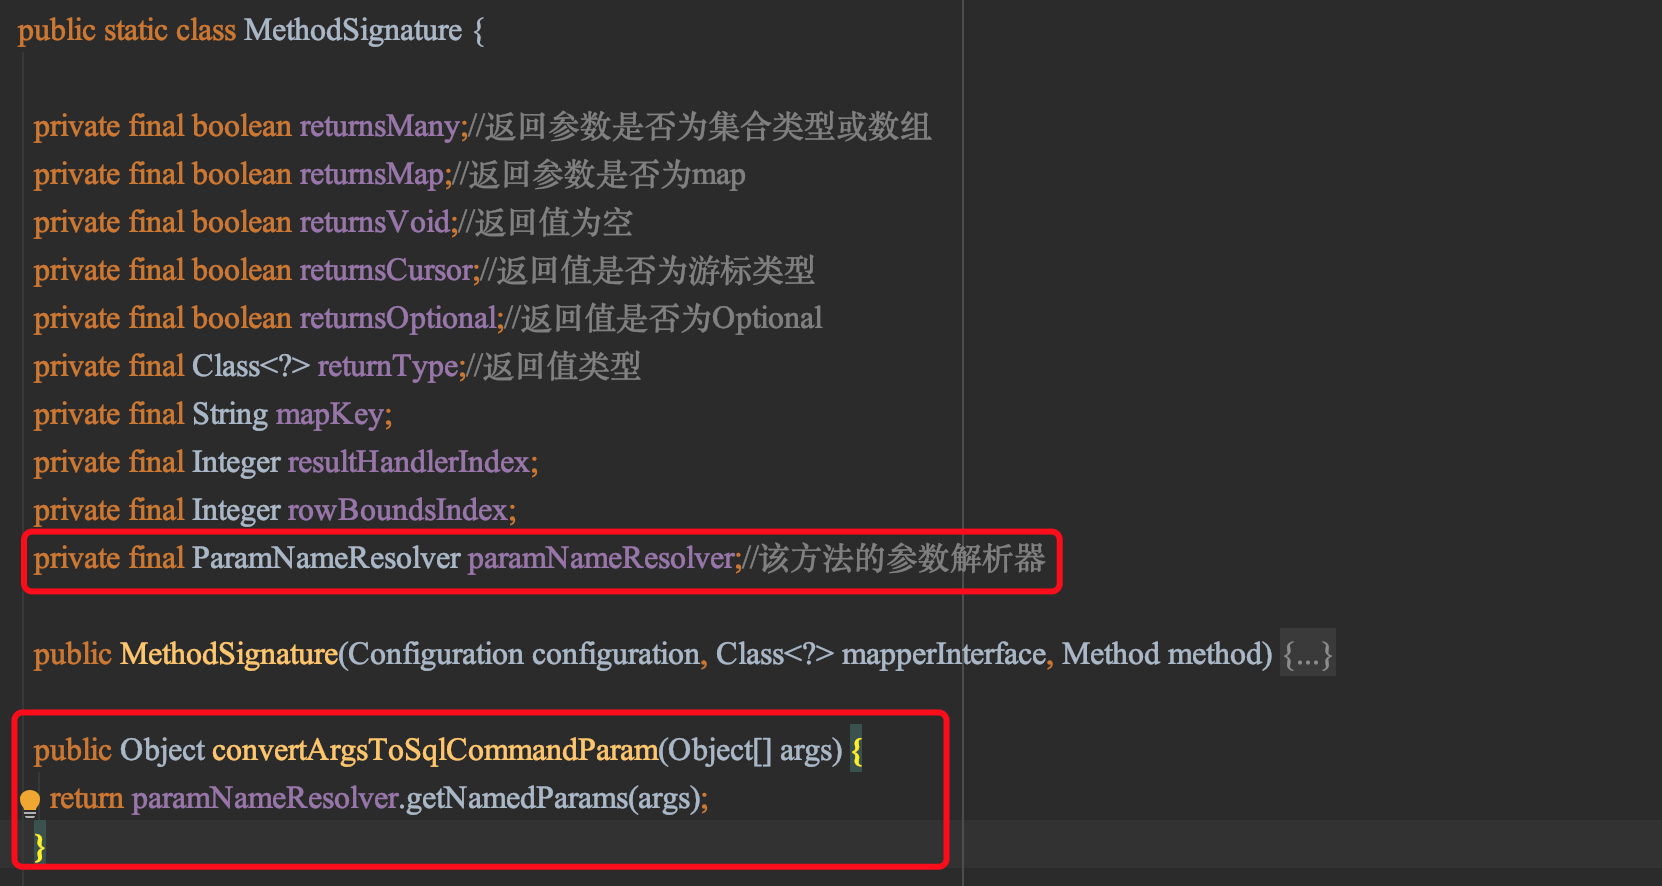 public static class MethodSignature {
private final boolean returnsMany;//返回参数是否为集合类型或数组
private final boolean returnsMap;//返回参数是否为map
private final boolean returnsVoid;//返回值为空
private final boolean returnsCursor;//返回值是否为游标类型
private final boolean returnsOptional;//返回值是否为Optional
private final Class<?> returnType;//返回值类型
private final String mapKey;
private final Integer resultHandlerIndex;
private final Integer rowBoundsIndex;
private final ParamNameResolver paramNameResolver;//该方法的参数解析器
public MethodSignature(Configuration configuration, Class<?> mapperInterface, Method method) {...}
public Object convertArgsToSqlCommandParam(Object[] args) {
return paramNameResolver.getNamedParams(args);
}